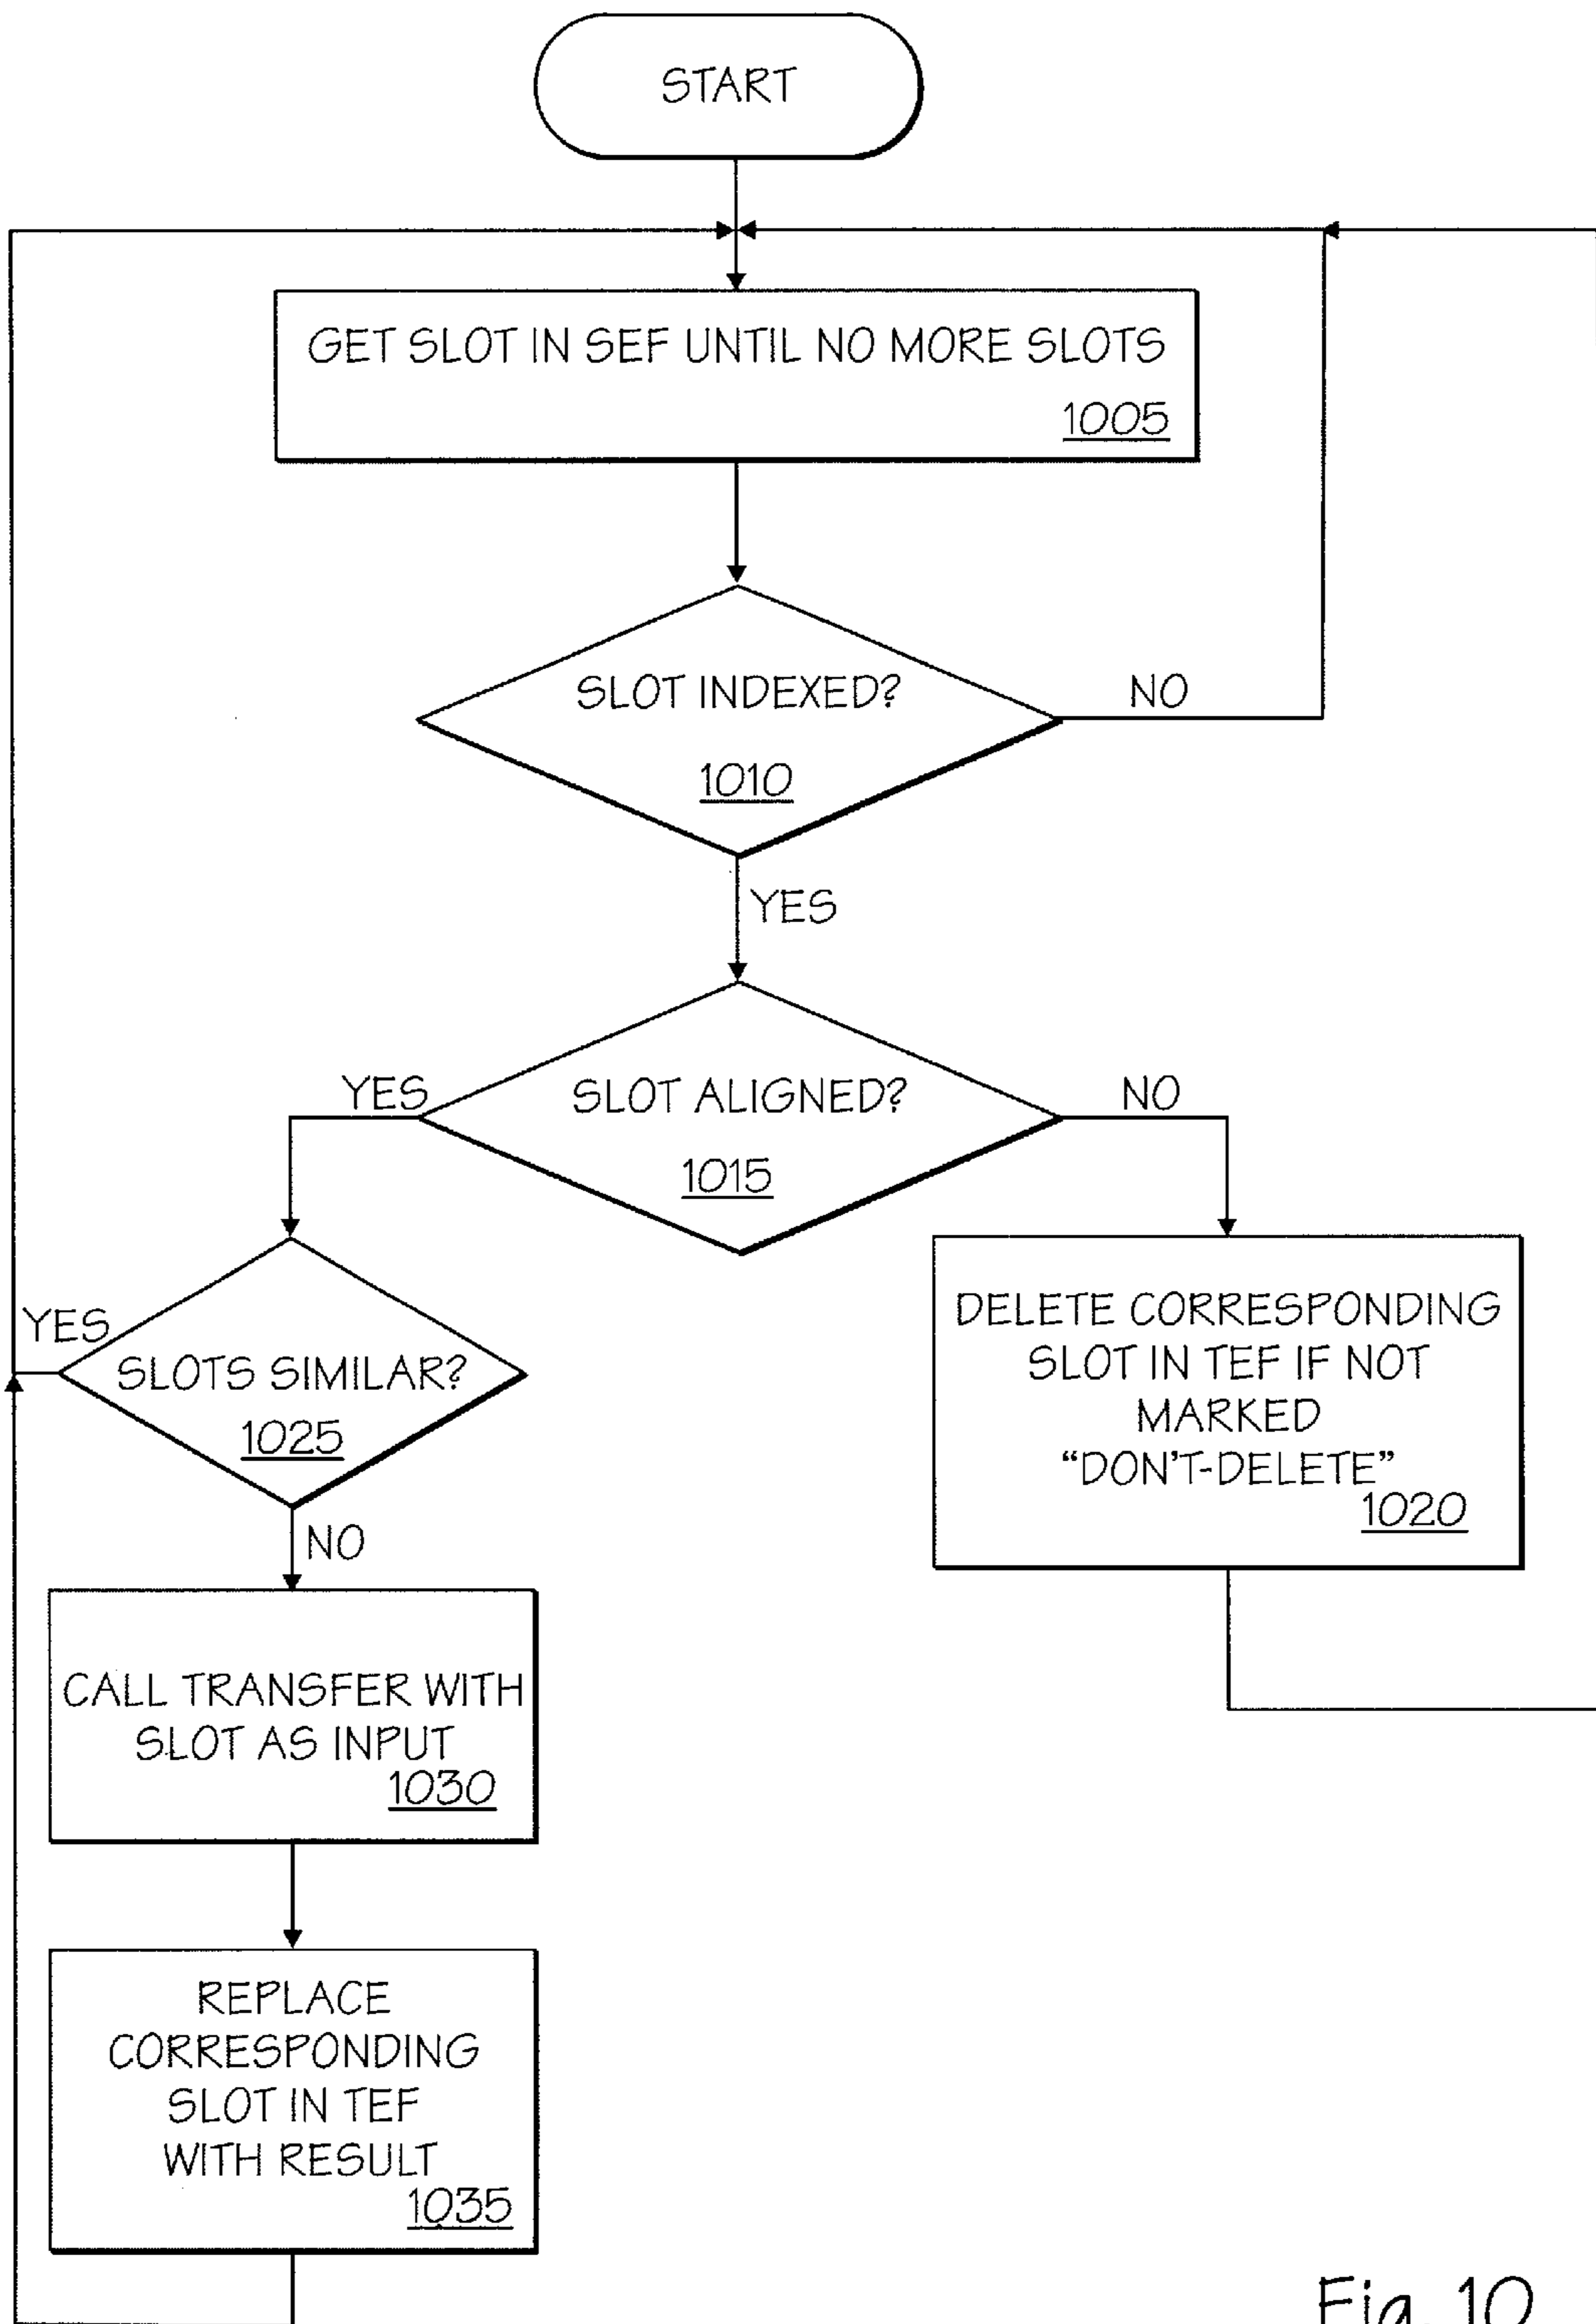 START
GET SLOT IN SEF UNTIL NO MORE SLOTS
1005
SLOT INDEXED?
1010
NO
YES
SLOT ALIGNED?
1015
YES
NO
SLOTS SIMILAR?
1025
YES
NO
DELETE CORRESPONDING
SLOT IN TEF IF NOT
MARKED
“DON'T-DELETE”
1020
CALL TRANSFER WITH
SLOT AS INPUT
1030
REPLACE
CORRESPONDING
SLOT IN TEF
WITH RESULT
1035
Fig. 10